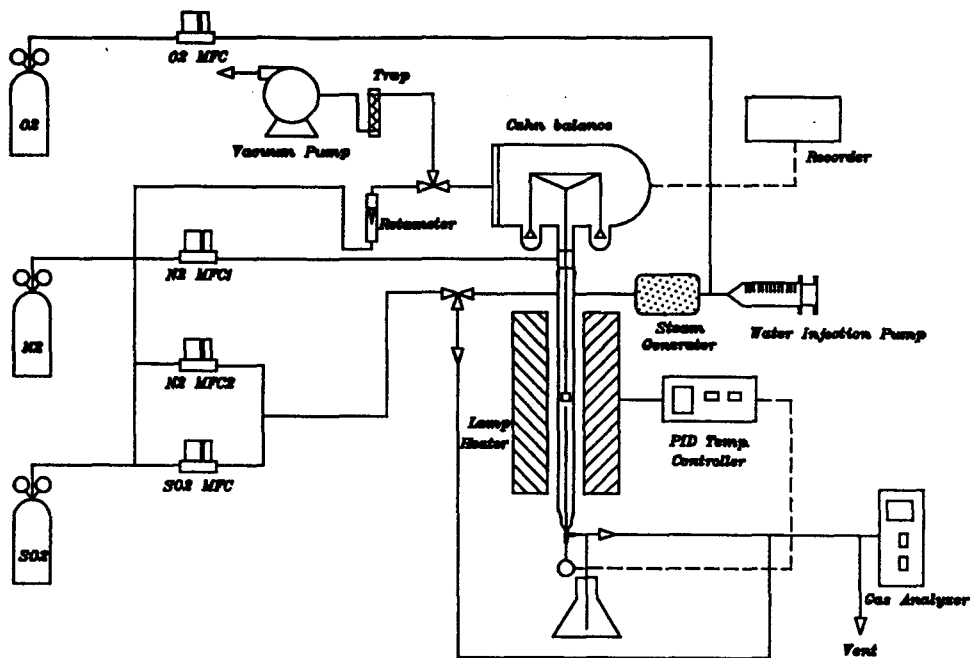 O2 MFC
O2
Trap
Vacuum Pump
Cahn balance
Recorder
Rotameter
N2 MFC1
N2
Steam
Generator
Water Injection Pump
N2 MFC2
Lamp
Heater
PID Temp.
Controller
SO2 MFC
SO2
Gas Analyzer
Vent